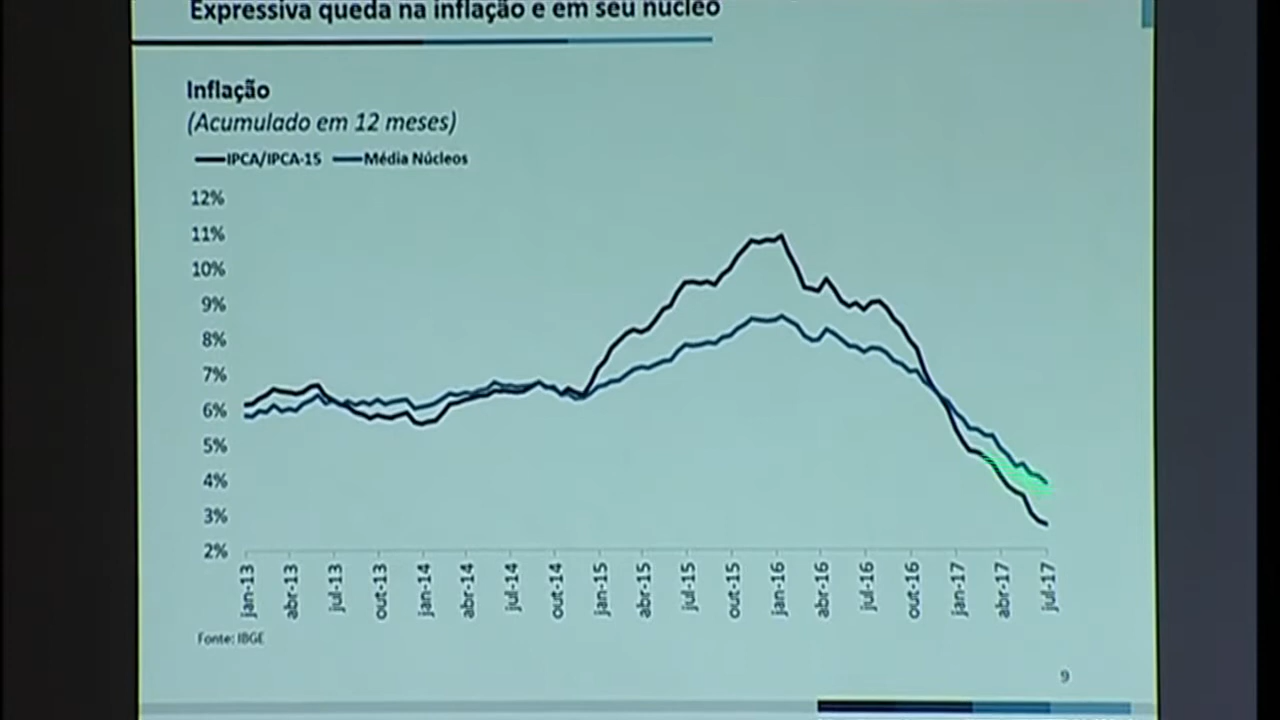 Expressiva queda na inflação e em seu núcleo
Inflação
(Acumulado em 12 meses)
IPCA/IPCA-15 Média Núcleos
12%
11%
10%
9%
8%
7%
6%
5%
4%
3%
2%
jan-13 abr-13 jul-13 out-13 jan-14 abr-14 jul-14 out-14 jan-15 abr-15 jul-15 out-15 jan-16 abr-16 jul-16 out-16 jan-17 abr-17 jul-17
Fonte: IBGE
9